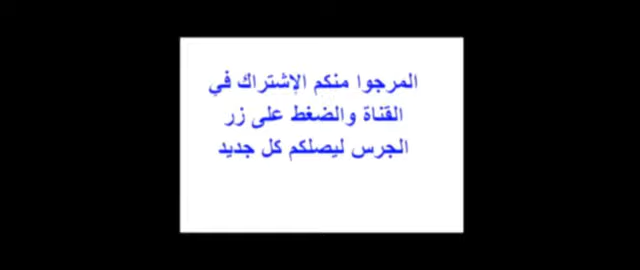 المرجوا منكم الإشتراك في
القناة والضغط على زر
الجرس ليصلكم كل جديد